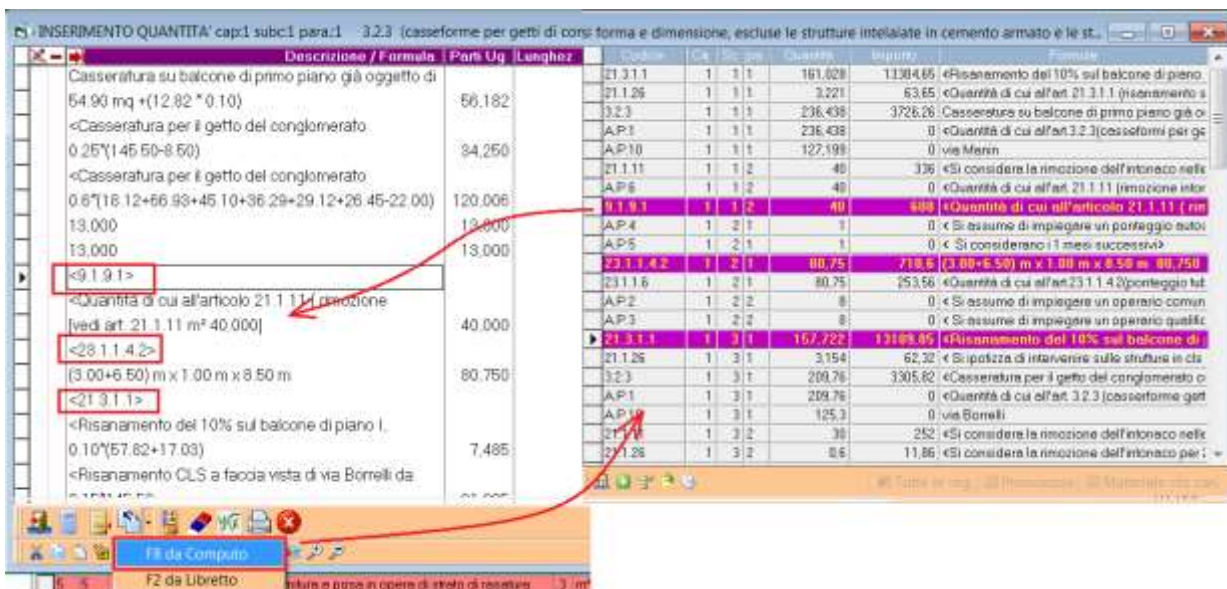 INSERIMENTO QUANTITA' cap:1 subc:1 para.:1 3.2.3 (casseforme per getti di corsi forma e dimensione, escluse le strutture intelaiate in cemento armato e le st..
Descrizione / Formula Parti Ug Lunghez
Casseratura su balcone di primo piano già oggetto di
54.90 mq +(12.82 * 0.10) 56,182
<Casseratura per il getto del conglomerato
0.25*(145.50-8.50) 34,250
<Casseratura per il getto del conglomerato
0.6*(18.12+66.93+45.10+36.29+29.12+26.45-22.00) 120,006
13,000 13,000
13,000 13,000
<9.1.9.1>
<Quantità di cui all'articolo 21.1.11 ( rimozione
[vedi art. 21.1.11 m² 40,000] 40,000
<23.1.1.4.2>
(3.00+6.50) m x 1.00 m x 8.50 m 80,750
<21.3.1.1>
<Risanamento del 10% sul balcone di piano I,
0.10*(57.82+17.03) 7,485
<Risanamento CLS a faccia vista di via Borrelli da
Codice Quantità Importo Formule
21.3.1.1 1 1 1 161,028 13384,65 <Risanamento del 10% sul balcone di piano
21.1.26 1 1 1 3,221 63,65 <Quantità di cui all'art. 21.3.1.1 (risanamento s
3.2.3 1 1 1 236,438 3726,26 Casseratura su balcone di primo piano già o
A.P.1 1 1 1 236,438 0 <Quantità di cui all'art.3.2.3(casseformi per ge
A.P.10 1 1 1 127,199 0 via Manin
21.1.11 1 1 2 40 336 <Si considera la rimozione dell'intonaco nelle
A.P.6 1 1 2 40 0 <Quantità di cui all'art. 21.1.11 (rimozione inton
9.1.9.1 1 1 2 40 688 <Quantità di cui all'articolo 21.1.11 ( rim
A.P.4 1 2 1 1 0 < Si assume di impiegare un ponteggio auto
A.P.5 1 2 1 1 0 < Si considerano i 1 mesi successivi>
23.1.1.4.2 1 2 1 80,75 710,6 (3.00+6.50) m x 1.00 m x 8.50 m 80,750
23.1.1.6 1 2 1 80,75 253,56 <Quantità di cui all'art.23.1.1.4.2(ponteggio tub
A.P.2 1 2 2 8 0 < Si assume di impiegare un operario comun
A.P.3 1 2 2 8 0 < Si assume di impiegare un operario qualific
21.3.1.1 1 3 1 157,722 13109,85 <Risanamento del 10% sul balcone di
21.1.26 1 3 1 3,154 62,32 < Si ipotizza di intervenire sulle strutture in cls
3.2.3 1 3 1 209,76 3305,82 <Casseratura per il getto del conglomerato c
A.P.1 1 3 1 209,76 0 <Quantità di cui all'art. 3.2.3 (casseforme gett
A.P.10 1 3 1 125,3 0 via Borrelli
21.1.11 1 3 2 30 252 <Si considera la rimozione dell'intonaco nelle
21.1.26 1 3 2 0,6 11,86 <Si considera la rimozione dell'intonaco per
F8 da Computo
F2 da Libretto
5 5 posa in opera di strato di rasatura 3 m²